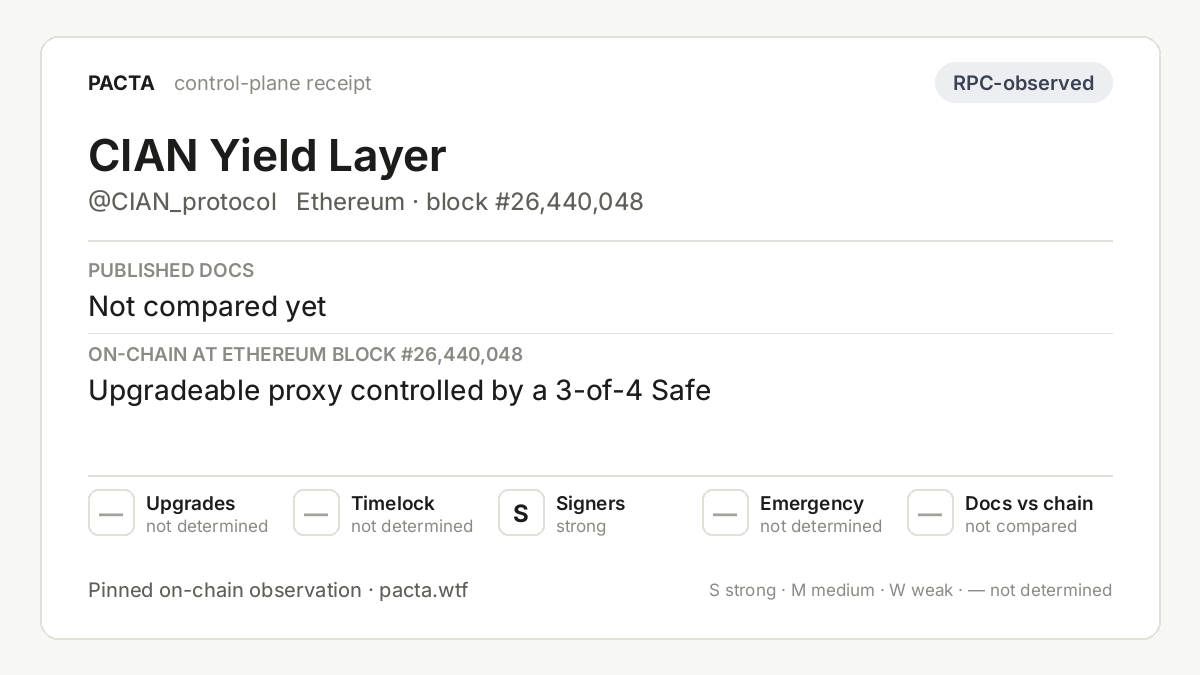 PACTA control-plane receipt RPC-observed
CIAN Yield Layer
@CIAN_protocol Ethereum · block #26,440,048
PUBLISHED DOCS
Not compared yet
ON-CHAIN AT ETHEREUM BLOCK #26,440,048
Upgradeable proxy controlled by a 3-of-4 Safe
— Upgrades not determined
— Timelock not determined
S Signers strong
— Emergency not determined
— Docs vs chain not compared
Pinned on-chain observation · pacta.wtf
S strong · M medium · W weak · — not determined